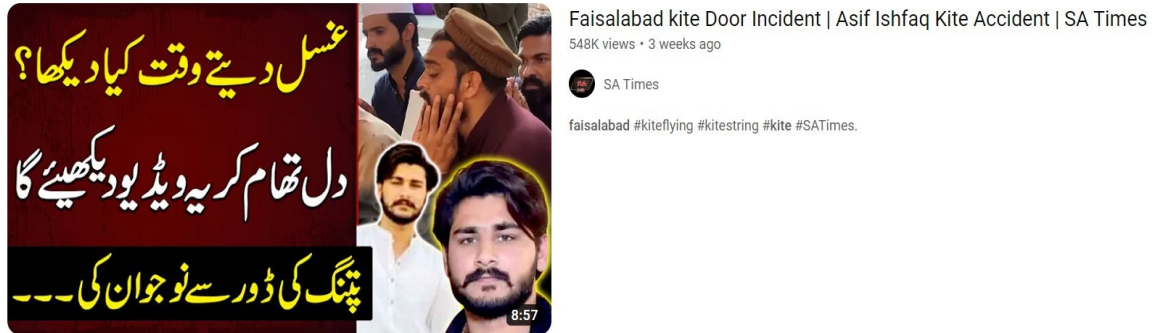 غسل دیتے وقت کیا دیکھا؟
دل تھام کر یہ ویڈیو دیکھیئے گا
پتنگ کی ڈور سے نوجوان کی ۔۔۔
8:57
Faisalabad kite Door Incident | Asif Ishfaq Kite Accident | SA Times
548K views • 3 weeks ago
SA Times
faisalabad #kiteflying #kitestring #kite #SATimes.